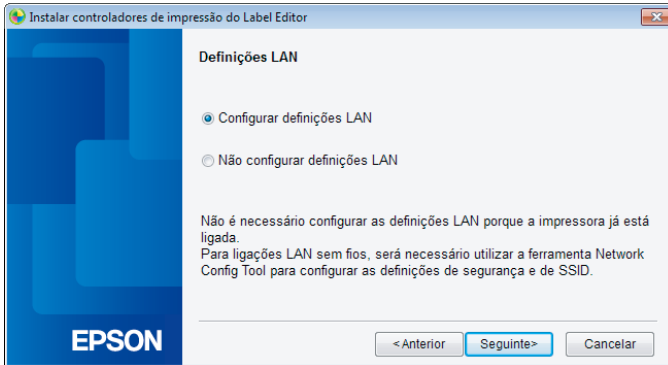 Instalar controladores de impressão do Label Editor
Definições LAN
Configurar definições LAN
Não configurar definições LAN
Não é necessário configurar as definições LAN porque a impressora já está
ligada.
Para ligações LAN sem fios, será necessário utilizar a ferramenta Network
Config Tool para configurar as definições de segurança e de SSID.
EPSON
<Anterior
Seguinte>
Cancelar